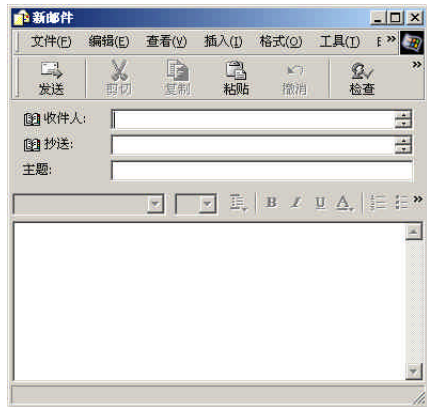 新邮件
文件(F) 编辑(E) 查看(V) 插入(I) 格式(O) 工具(T) »
发送 剪切 复制 粘贴 撤消 检查 »
收件人:
抄送:
主题:
B I U A »